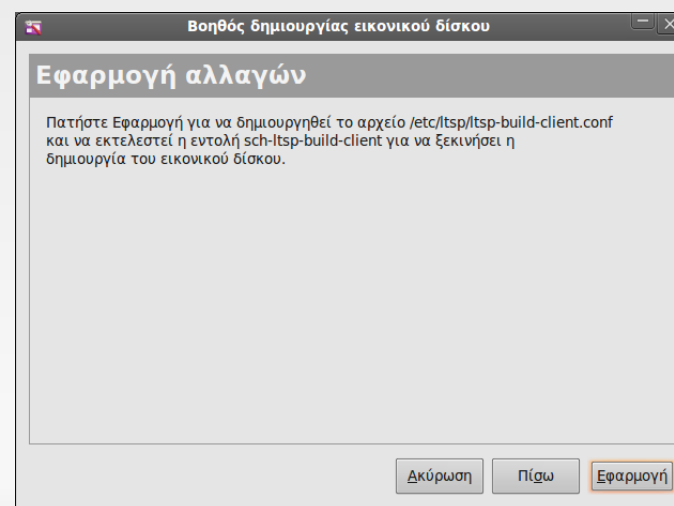 Βοηθός δημιουργίας εικονικού δίσκου
Εφαρμογή αλλαγών
Πατήστε Εφαρμογή για να δημιουργηθεί το αρχείο /etc/ltsp/ltsp-build-client.conf
και να εκτελεστεί η εντολή sch-ltsp-build-client για να ξεκινήσει η
δημιουργία του εικονικού δίσκου.
Ακύρωση Πίσω Εφαρμογή